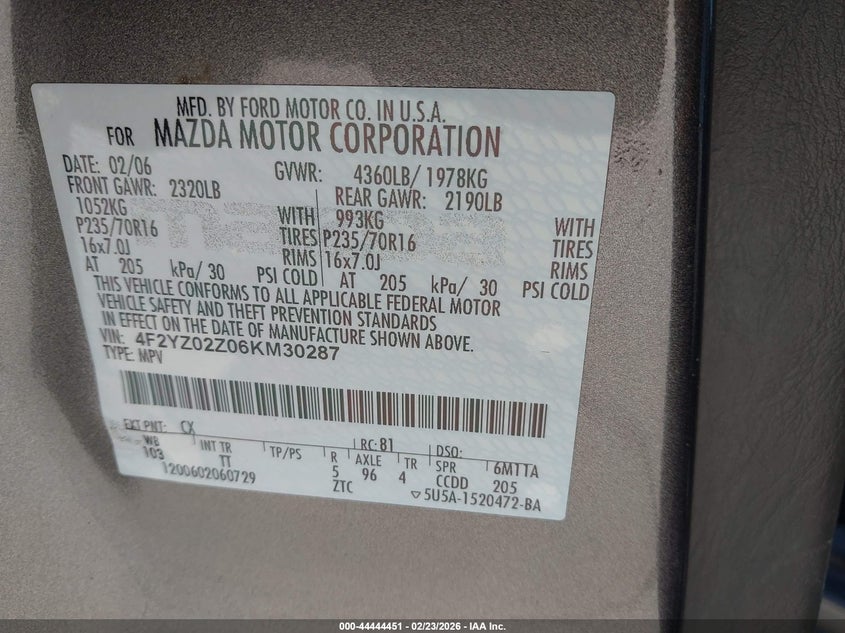 MFD. BY FORD MOTOR CO. IN U.S.A.
FOR MAZDA MOTOR CORPORATION
DATE: 02/06 GVWR: 4360LB/ 1978KG
FRONT GAWR: 2320LB REAR GAWR: 2190LB
1052KG WITH 993KG WITH
P235/70R16 TIRES P235/70R16 TIRES
16x7.0J RIMS 16x7.0J RIMS
AT 205 kPa/ 30 PSI COLD AT 205 kPa/ 30 PSI COLD
THIS VEHICLE CONFORMS TO ALL APPLICABLE FEDERAL MOTOR
VEHICLE SAFETY AND THEFT PREVENTION STANDARDS
IN EFFECT ON THE DATE OF MANUFACTURE SHOWN ABOVE.
VIN: 4F2YZ02Z06KM30287
TYPE: MPV
EXT PNT: CX RC: 81 DSO:
WB INT TR TP/PS R AXLE TR SPR 6MTTA
103 TT 5 96 4 CCDD 205
1200602060729 ZTC 5U5A-1520472-BA
000-44444451 - 02/23/2026 - IAA Inc.